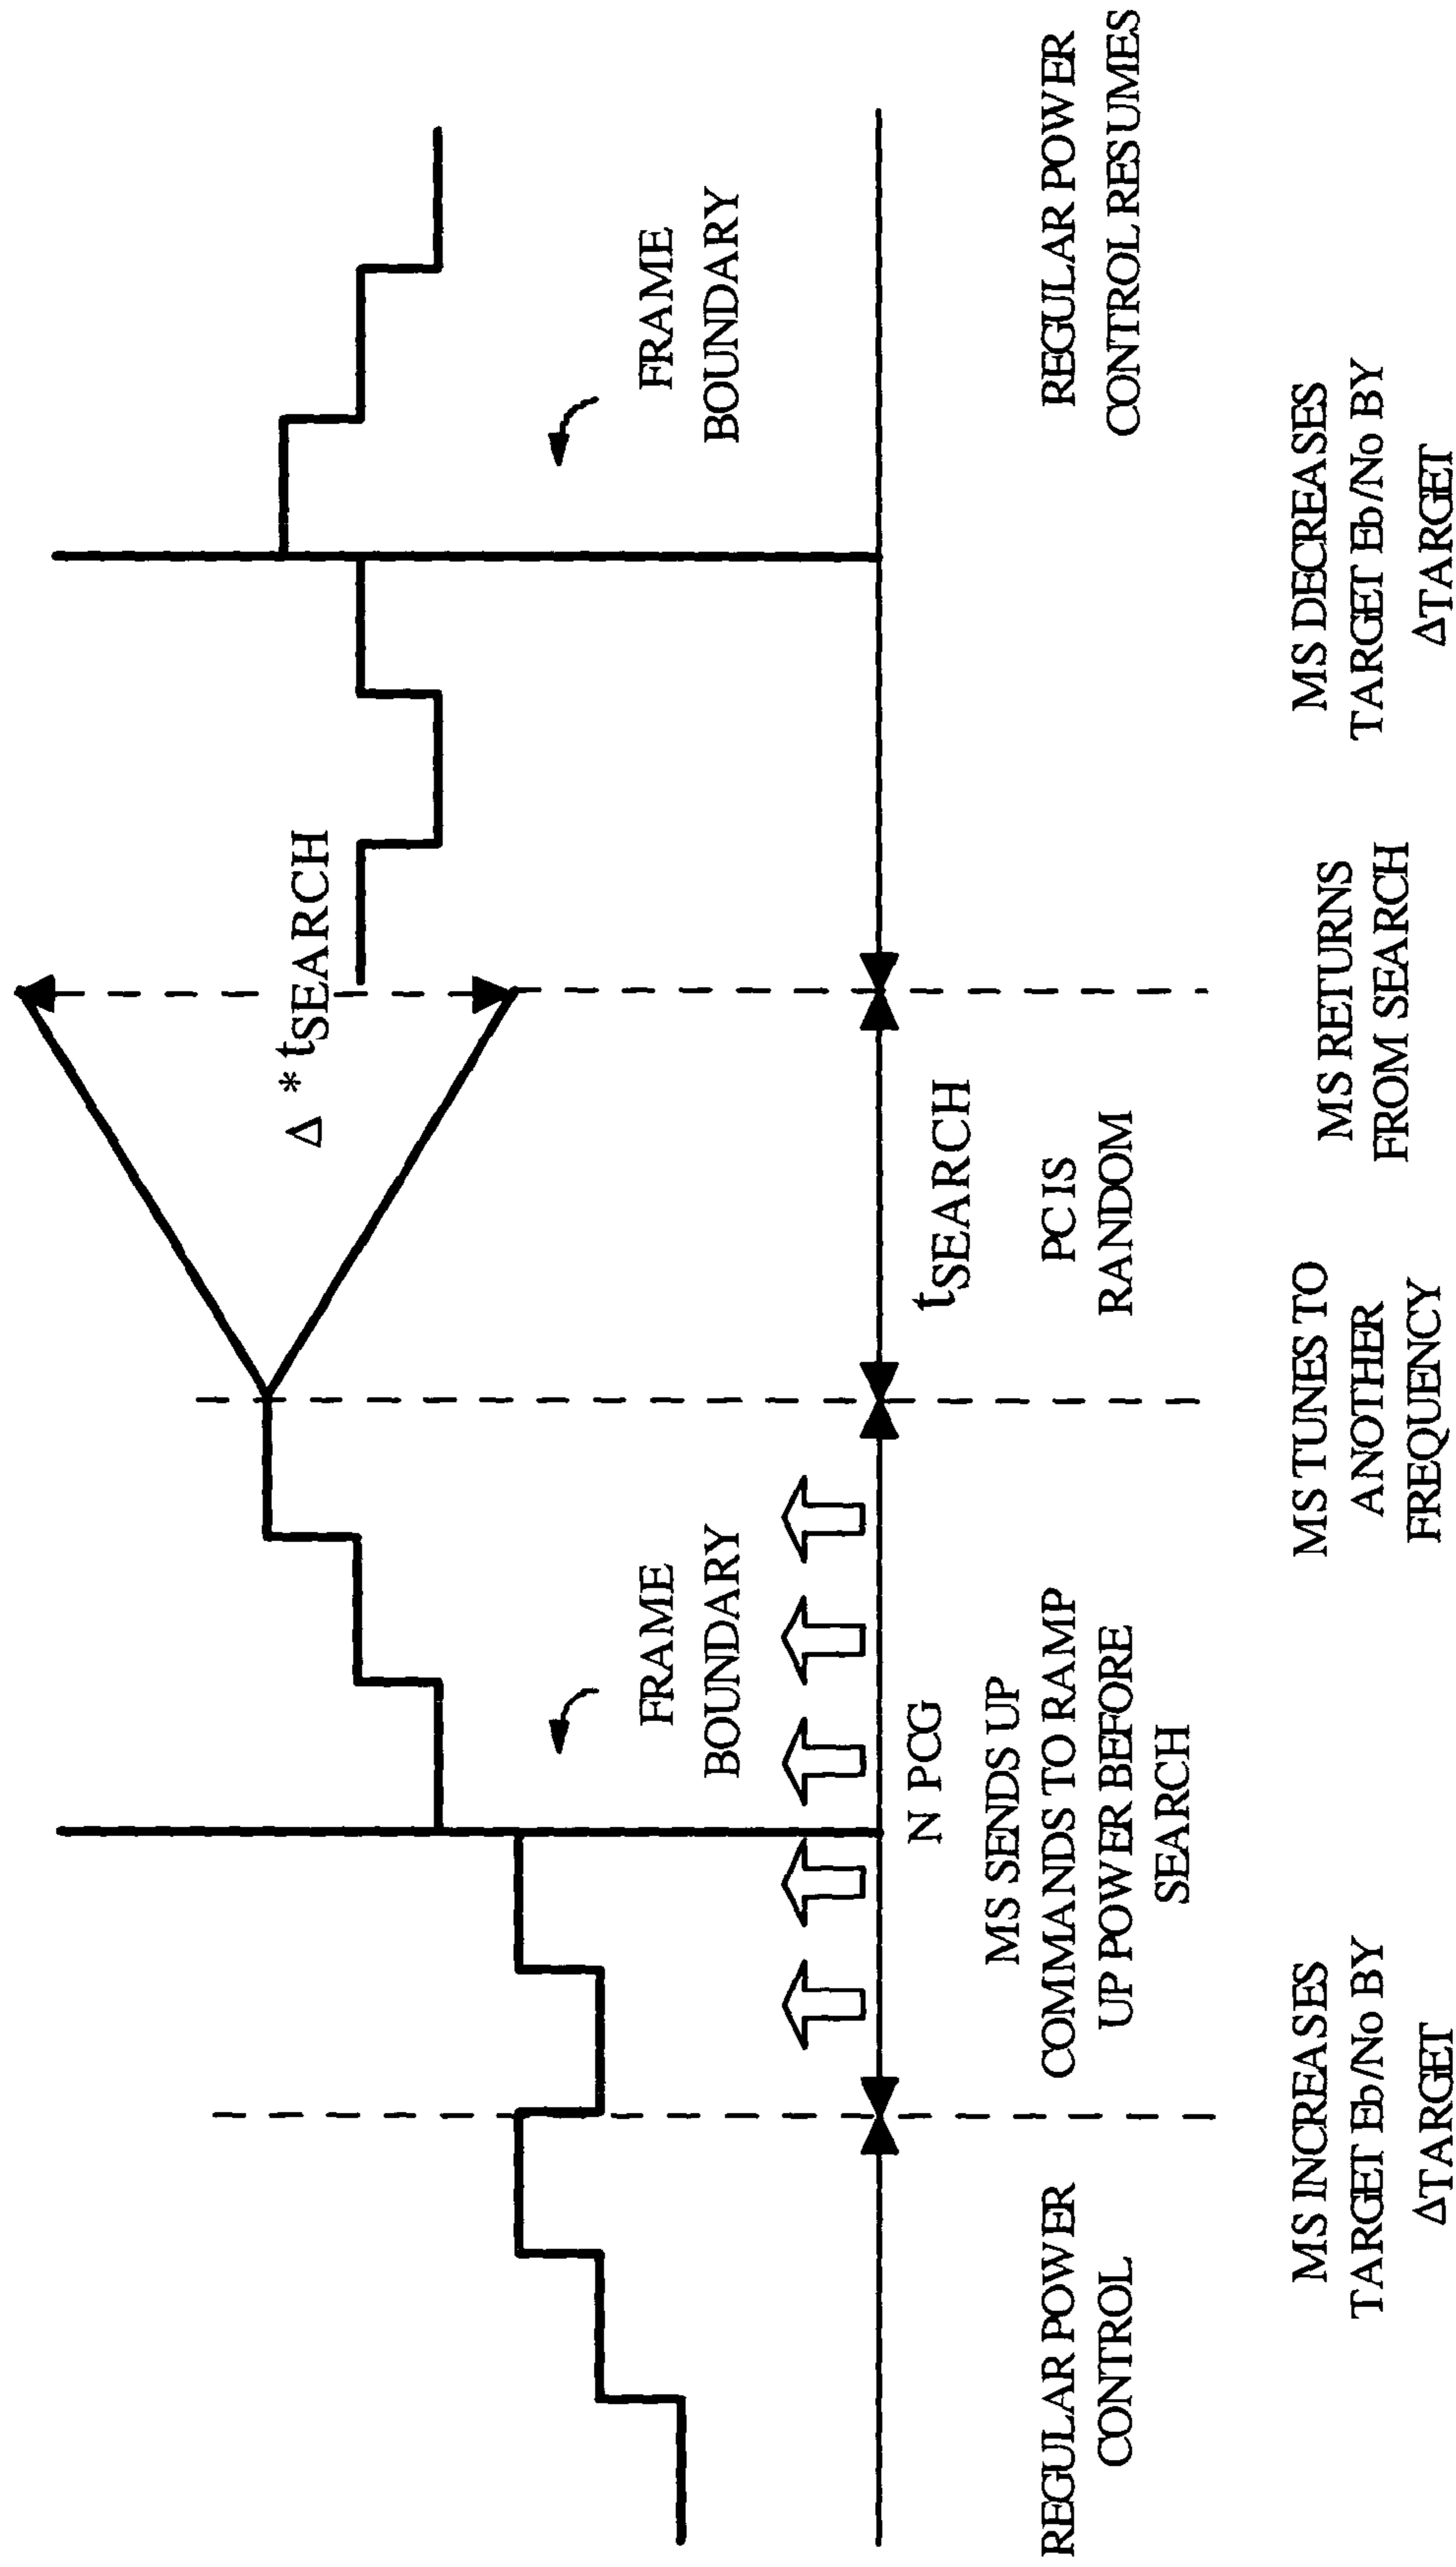 Δ * tSEARCH
FRAME
BOUNDARY
FRAME
BOUNDARY
N PCG
tSEARCH
REGULAR POWER
CONTROL
MS SENDS UP
COMMANDS TO RAMP
UP POWER BEFORE
SEARCH
PC IS
RANDOM
REGULAR POWER
CONTROL RESUMES
MS INCREASES
TARGET Eb/No BY
ΔTARGET
MS TUNES TO
ANOTHER
FREQUENCY
MS RETURNS
FROM SEARCH
MS DECREASES
TARGET Eb/No BY
ΔTARGET